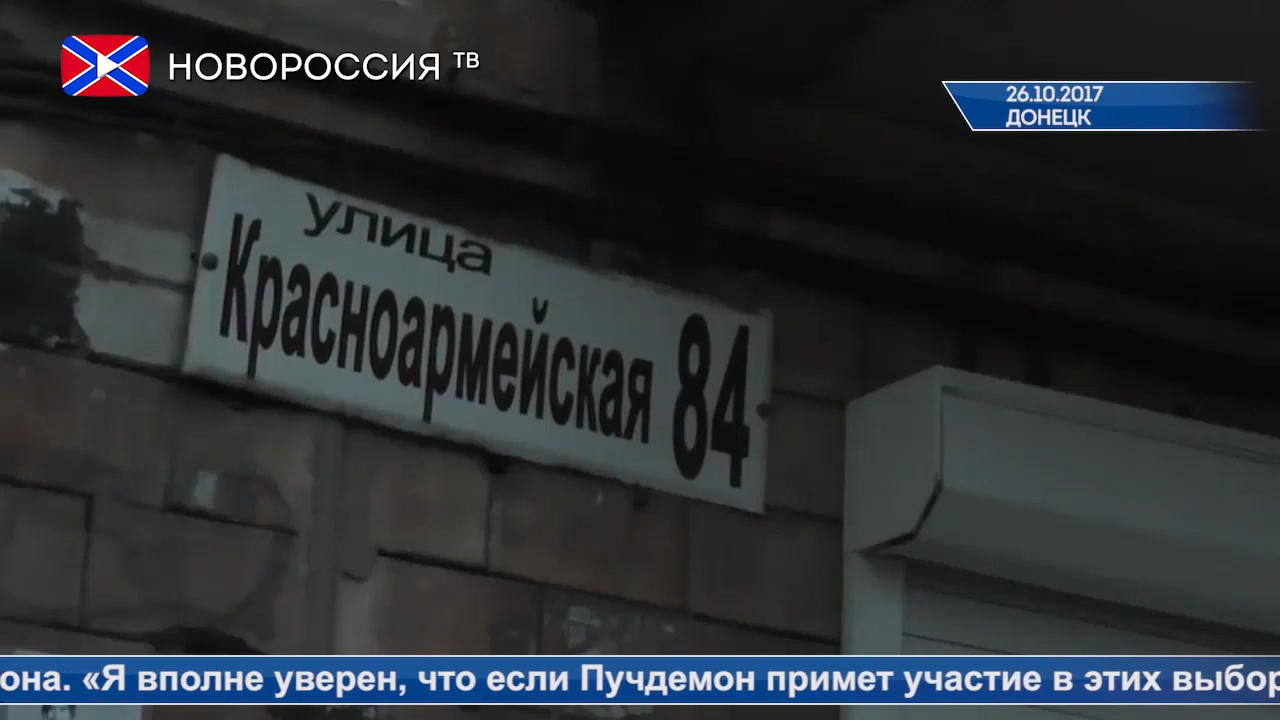 НОВОРОССИЯ ТВ
26.10.2017
ДОНЕЦК
улица
Красноармейская 84
она. «Я вполне уверен, что если Пучдемон примет участие в этих выбор